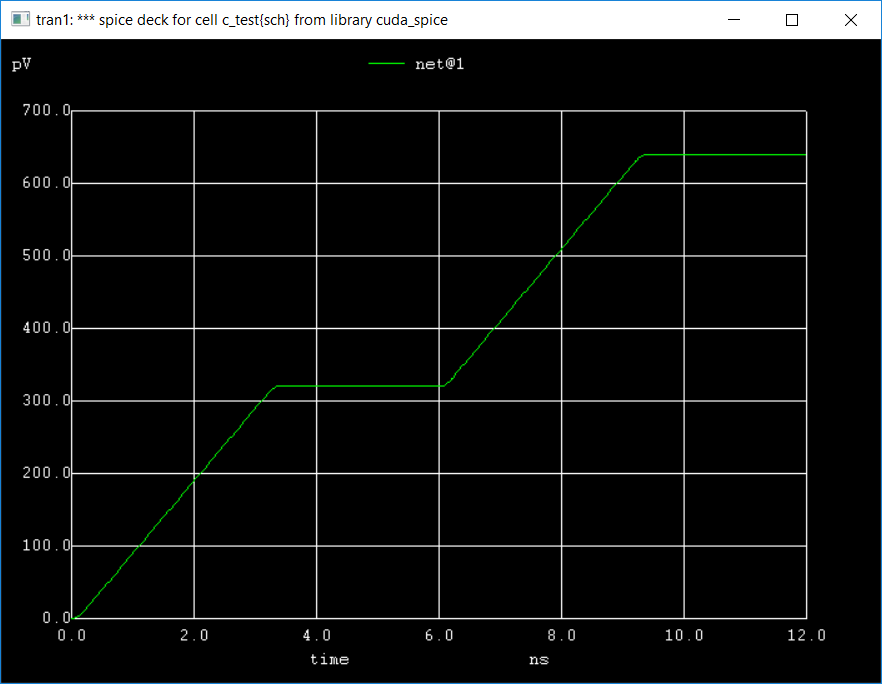 tran1: *** spice deck for cell c_test{sch} from library cuda_spice
pV
net@1
700.0
600.0
500.0
400.0
300.0
200.0
100.0
0.0
0.0 2.0 4.0 6.0 8.0 10.0 12.0
time ns